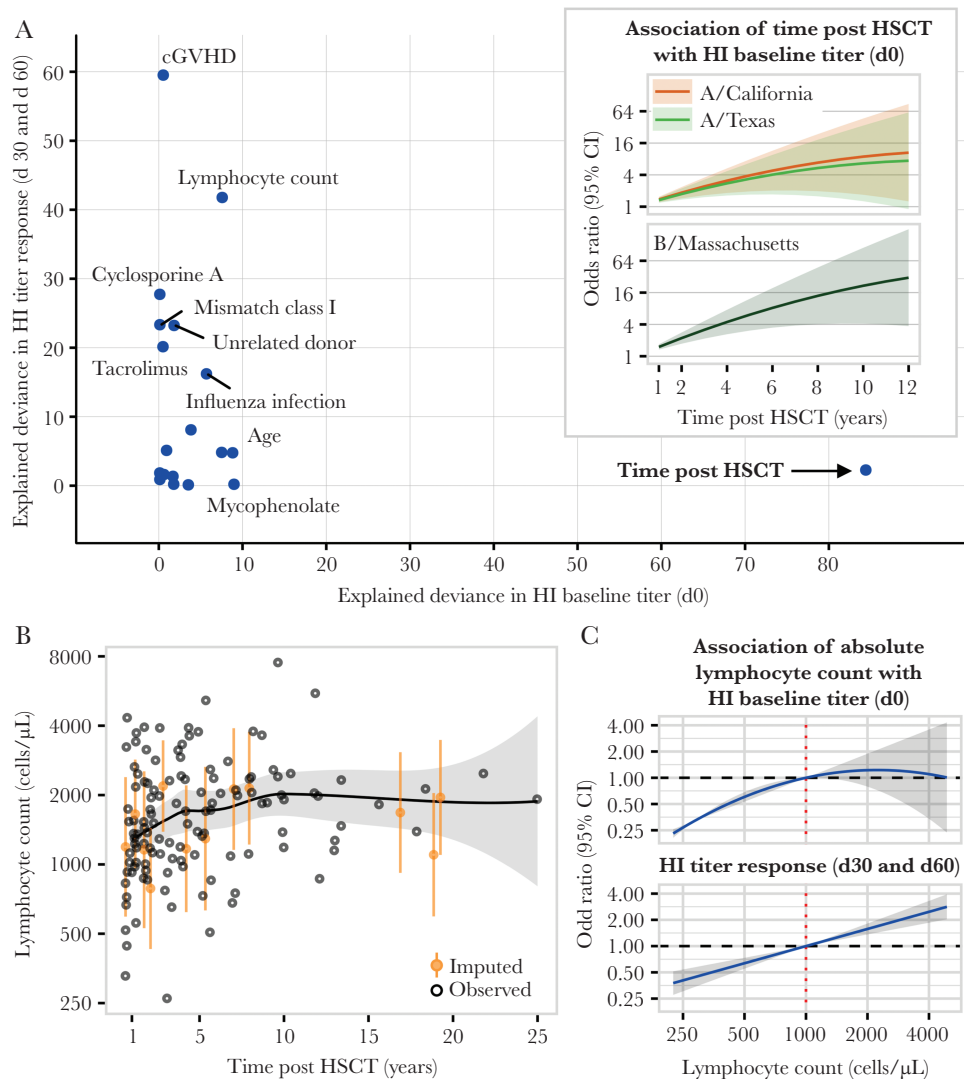 A
Explained deviance in HI titer response (d 30 and d 60)
60
50
40
30
20
10
0
cGVHD
Lymphocyte count
Cyclosporine A
Mismatch class I
Unrelated donor
Tacrolimus
Influenza infection
Age
Mycophenolate
Time post HSCT
0 10 20 30 40 50 60 70 80
Explained deviance in HI baseline titer (d0)
Association of time post HSCT
with HI baseline titer (d0)
Odds ratio (95% CI)
64
16
4
1
A/California
A/Texas
B/Massachusetts
64
16
4
1
1 2 4 6 8 10 12
Time post HSCT (years)
B
Lymphocyte count (cells/μL)
8000
4000
2000
1000
500
250
Imputed
Observed
1 5 10 15 20 25
Time post HSCT (years)
C
Association of absolute
lymphocyte count with
HI baseline titer (d0)
Odd ratio (95% CI)
4.00
2.00
1.00
0.50
0.25
HI titer response (d30 and d60)
4.00
2.00
1.00
0.50
0.25
250 500 1000 2000 4000
Lymphocyte count (cells/μL)